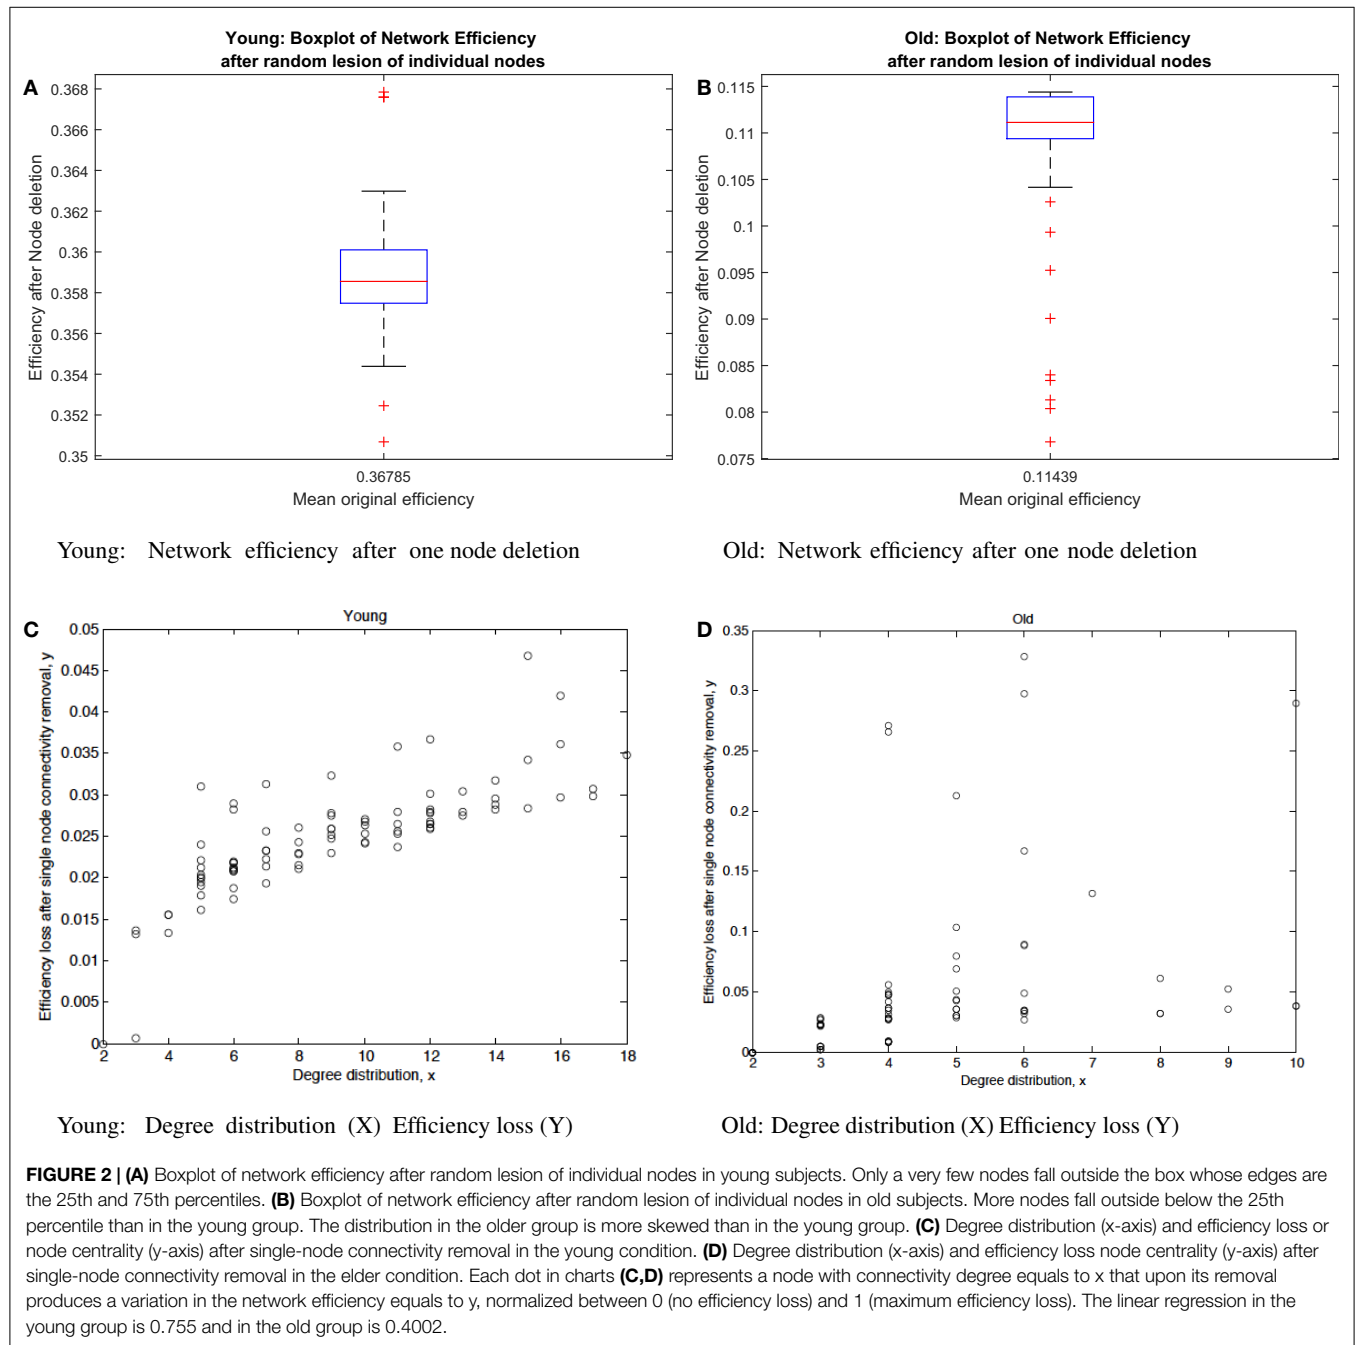 Young: Boxplot of Network Efficiency
after random lesion of individual nodes
A
0.368
0.366
0.364
0.362
0.36
0.358
0.356
0.354
0.352
0.35
Efficiency after Node deletion
0.36785
Mean original efficiency
Young: Network efficiency after one node deletion
Old: Boxplot of Network Efficiency
after random lesion of individual nodes
B
0.115
0.11
0.105
0.1
0.095
0.09
0.085
0.08
0.075
Efficiency after Node deletion
0.11439
Mean original efficiency
Old: Network efficiency after one node deletion
C
Young
0.05
0.045
0.04
0.035
0.03
0.025
0.02
0.015
0.01
0.005
0
Efficiency loss after single node connectivity removal, y
2 4 6 8 10 12 14 16 18
Degree distribution, x
Young: Degree distribution (X) Efficiency loss (Y)
D
Old
0.35
0.3
0.25
0.2
0.15
0.1
0.05
0
Efficiency loss after single node connectivity removal, y
2 3 4 5 6 7 8 9 10
Degree distribution, x
Old: Degree distribution (X) Efficiency loss (Y)
FIGURE 2 | (A) Boxplot of network efficiency after random lesion of individual nodes in young subjects. Only a very few nodes fall outside the box whose edges are
the 25th and 75th percentiles. (B) Boxplot of network efficiency after random lesion of individual nodes in old subjects. More nodes fall outside below the 25th
percentile than in the young group. The distribution in the older group is more skewed than in the young group. (C) Degree distribution (x-axis) and efficiency loss or
node centrality (y-axis) after single-node connectivity removal in the young condition. (D) Degree distribution (x-axis) and efficiency loss node centrality (y-axis) after
single-node connectivity removal in the elder condition. Each dot in charts (C,D) represents a node with connectivity degree equals to x that upon its removal
produces a variation in the network efficiency equals to y, normalized between 0 (no efficiency loss) and 1 (maximum efficiency loss). The linear regression in the
young group is 0.755 and in the old group is 0.4002.